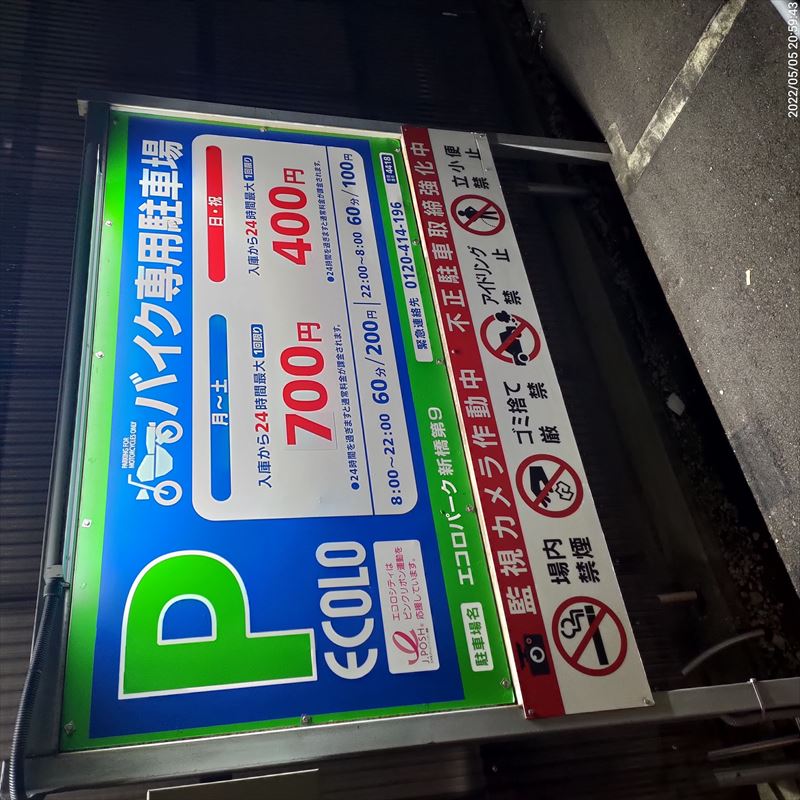 P
ECOLO
エコロシティは
ピンクリボン運動を
応援しています。
J.POSH
PARKING FOR
MOTORCYCLES ONLY
バイク専用駐車場
月～土
入庫から24時間最大 1回限り
700円
●24時間を過ぎますと通常料金が課金されます。
日・祝
入庫から24時間最大 1回限り
400円
●24時間を過ぎますと通常料金が課金されます。
8:00～22:00 60分/200円
22:00～8:00 60分/100円
駐車場名 エコロパーク新橋第9
緊急連絡先 0120-414-196
4418
監視カメラ作動中 不正駐車取締強化中
場内
禁煙
ゴミ捨て
厳禁
アイドリング
禁止
立小便
禁止
2022/05/05 20:59:43